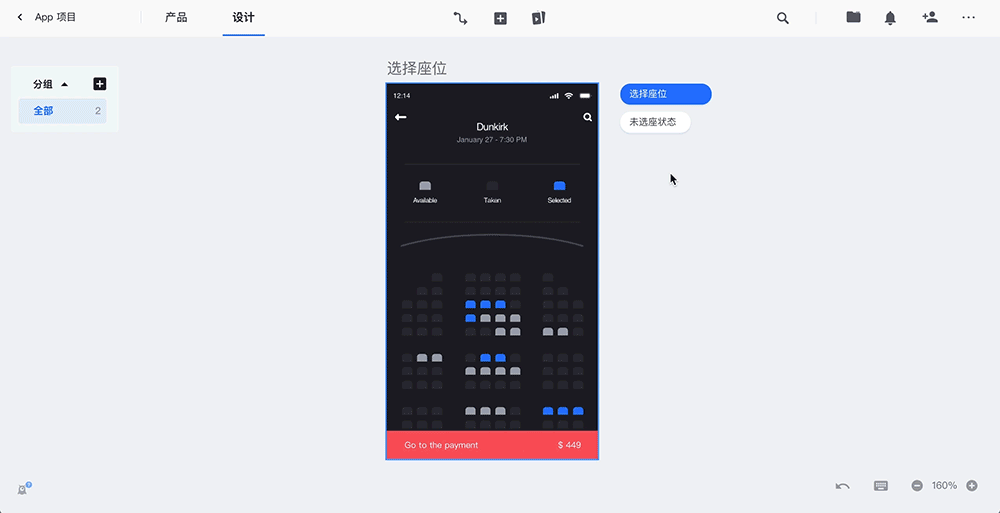 App 项目
产品
设计
分组
全部 2
选择座位
12:14
Dunkirk
January 27 - 7:30 PM
Available
Taken
Selected
Go to the payment
$ 449
选择座位
未选座状态
?
160%